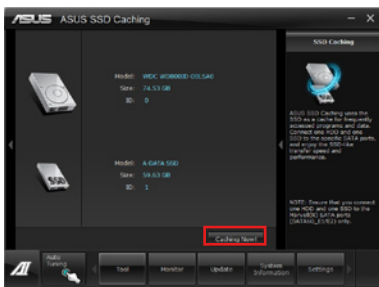 ASUS ASUS SSD Caching
SSD Caching
Model: WDC WD800JD-00LSA0
Size: 74.53 GB
ID: 0
Model: A-DATA SSD
Size: 59.63 GB
ID: 1
SSD
Caching Now!
ASUS SSD Caching uses the
SSD as a cache for frequently
accessed programs and data.
Connect one HDD and one
SSD to the specific SATA ports,
and enjoy the SSD-like
transfer speed and
performance.
NOTE: Ensure that you connect
one HDD and one SSD to the
Marvell(R) SATA ports
only.
Auto
Tuning
Tool
Monitor
Update
System
Information
Settings